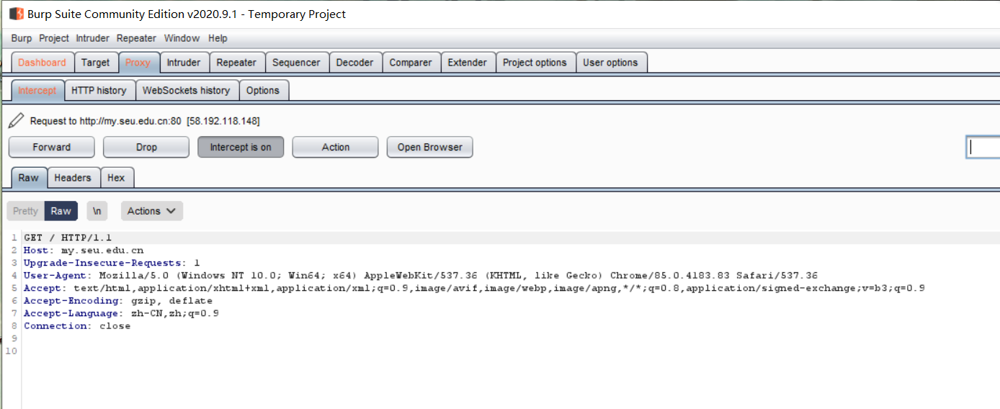 Burp Suite Community Edition v2020.9.1 - Temporary Project
Burp Project Intruder Repeater Window Help
Dashboard Target Proxy Intruder Repeater Sequencer Decoder Comparer Extender Project options User options
Intercept HTTP history WebSockets history Options
Request to http://my.seu.edu.cn:80 [58.192.118.148]
Forward Drop Intercept is on Action Open Browser
Raw Headers Hex
Pretty Raw \n Actions
1 GET / HTTP/1.1
2 Host: my.seu.edu.cn
3 Upgrade-Insecure-Requests: 1
4 User-Agent: Mozilla/5.0 (Windows NT 10.0; Win64; x64) AppleWebKit/537.36 (KHTML, like Gecko) Chrome/85.0.4183.83 Safari/537.36
5 Accept: text/html,application/xhtml+xml,application/xml;q=0.9,image/avif,image/webp,image/apng,*/*;q=0.8,application/signed-exchange;v=b3;q=0.9
6 Accept-Encoding: gzip, deflate
7 Accept-Language: zh-CN,zh;q=0.9
8 Connection: close
9
10